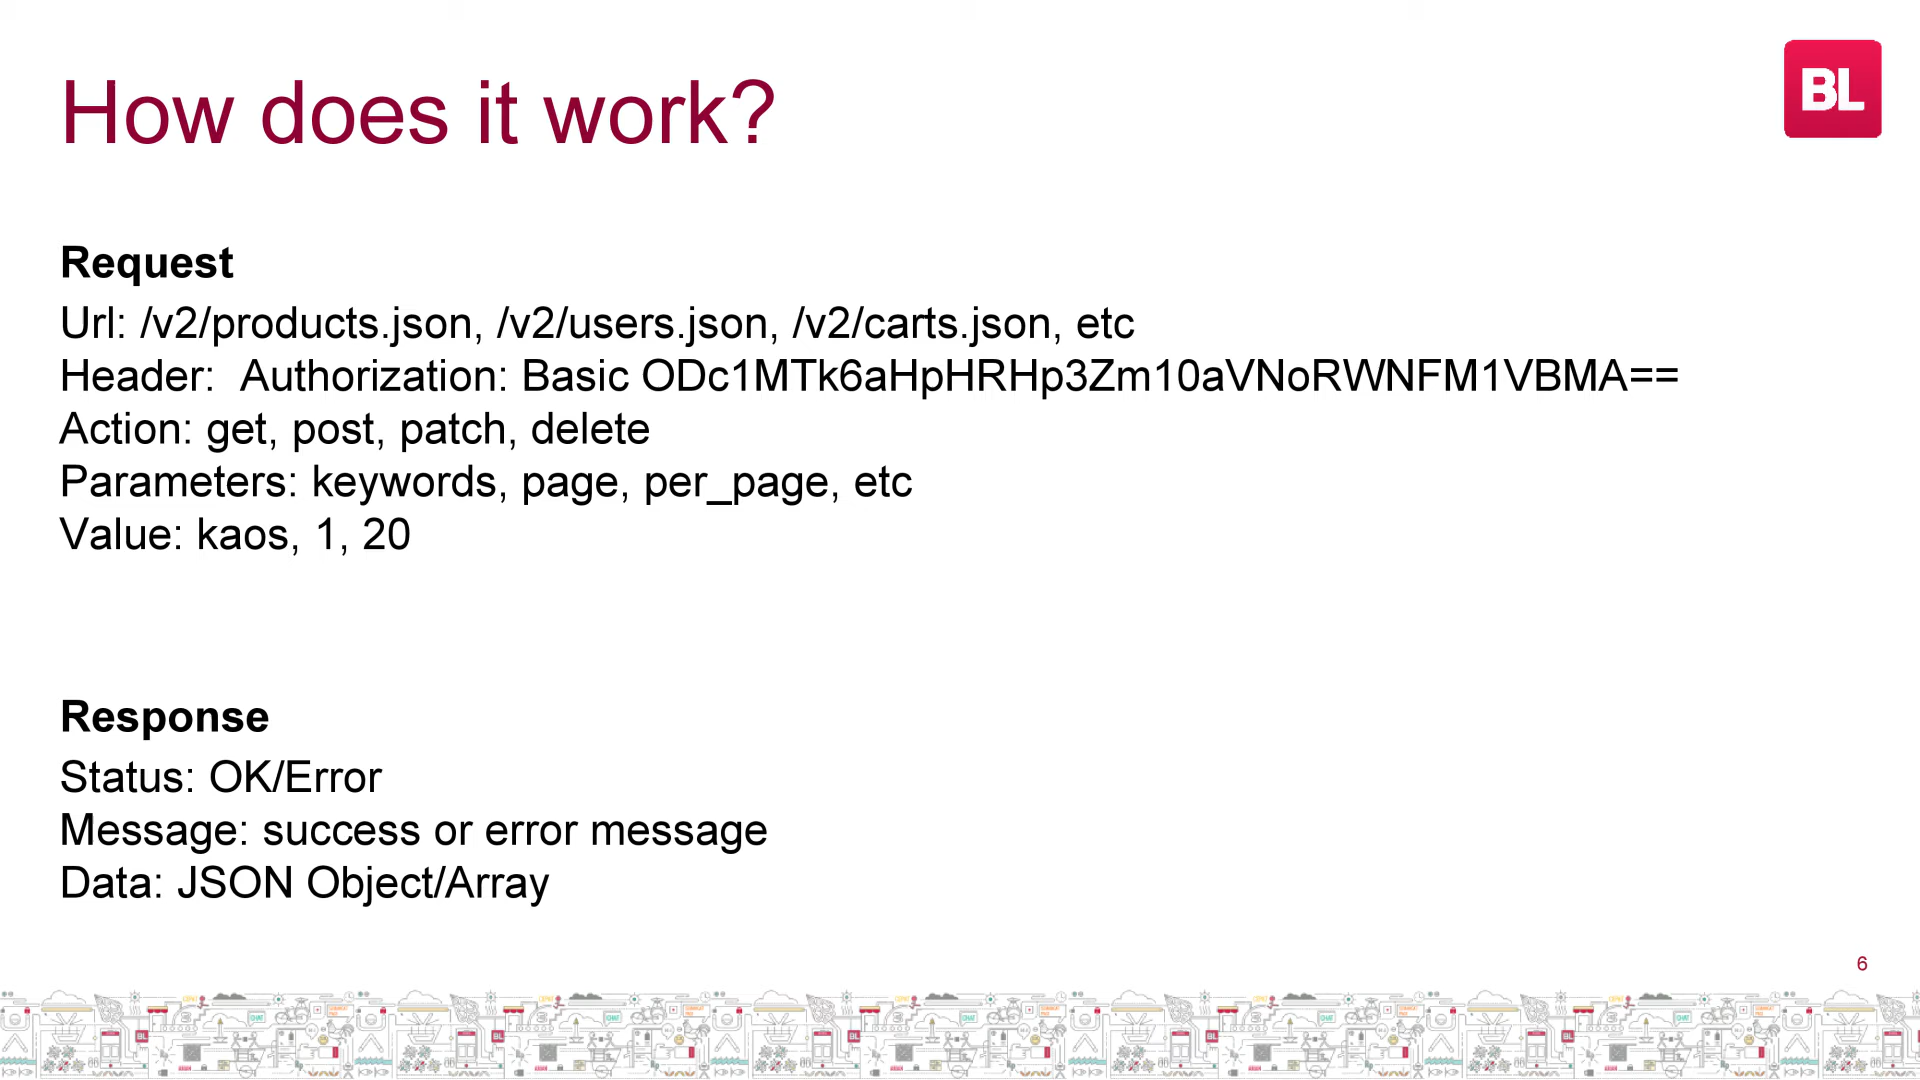 How does it work?
BL
Request
Url: /v2/products.json, /v2/users.json, /v2/carts.json, etc
Header:  Authorization: Basic ODc1MTk6aHpHRHp3Zm10aVNoRWNFM1VBMA==
Action: get, post, patch, delete
Parameters: keywords, page, per_page, etc
Value: kaos, 1, 20
Response
Status: OK/Error
Message: success or error message
Data: JSON Object/Array
6